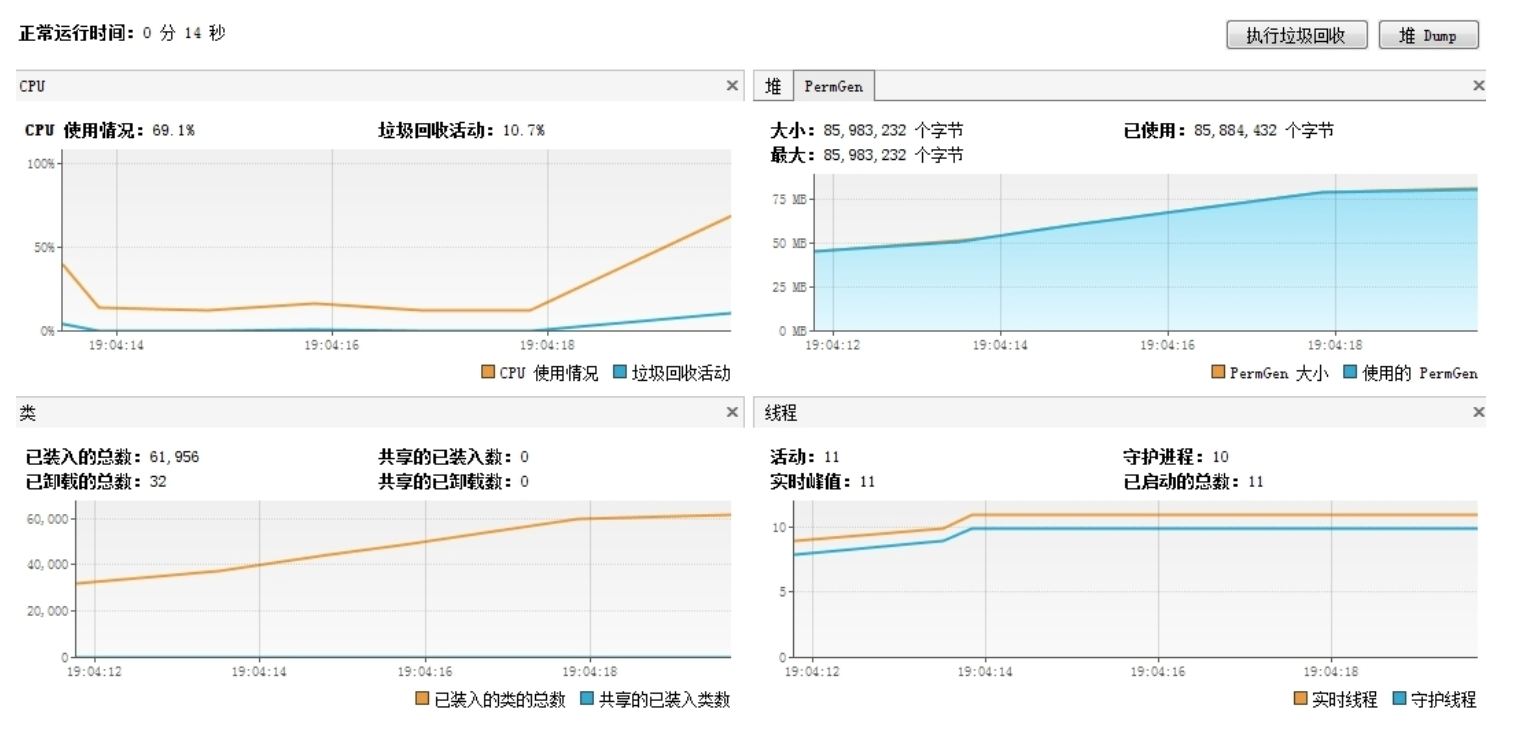 正常运行时间：0 分 14 秒
执行垃圾回收 堆 Dump
CPU
CPU 使用情况：69.1% 垃圾回收活动：10.7%
100%
50%
0%
19:04:14 19:04:16 19:04:18
CPU 使用情况 垃圾回收活动
堆 PermGen
大小：85,983,232 个字节 已使用：85,884,432 个字节
最大：85,983,232 个字节
75 MB
50 MB
25 MB
0 MB
19:04:12 19:04:14 19:04:16 19:04:18
PermGen 大小 使用的 PermGen
类
已装入的总数：61,956 共享的已装入数：0
已卸载的总数：32 共享的已卸载数：0
60,000
40,000
20,000
0
19:04:12 19:04:14 19:04:16 19:04:18
已装入的类的总数 共享的已装入类数
线程
活动：11 守护进程：10
实时峰值：11 已启动的总数：11
10
5
0
19:04:12 19:04:14 19:04:16 19:04:18
实时线程 守护线程